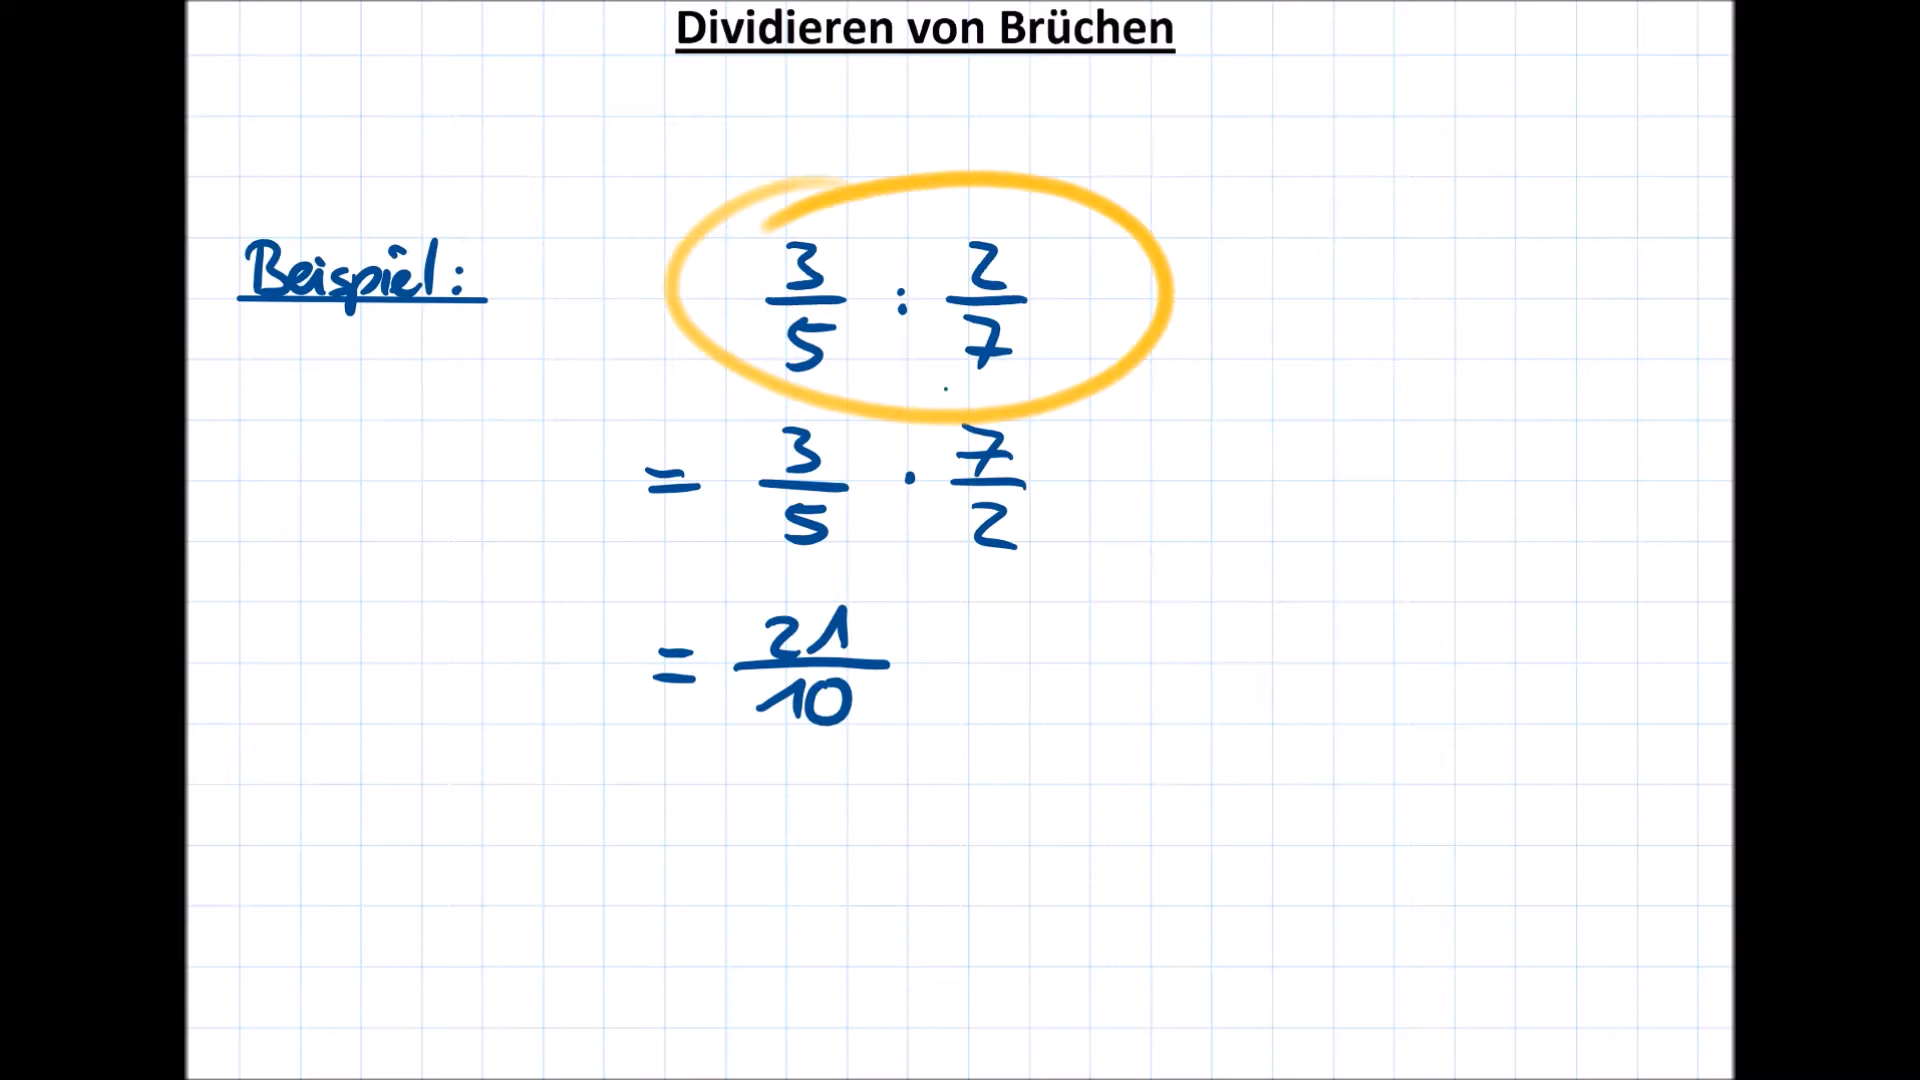 Dividieren von Brüchen
Beispiel: 3/5 : 2/7
= 3/5 · 7/2
= 21/10